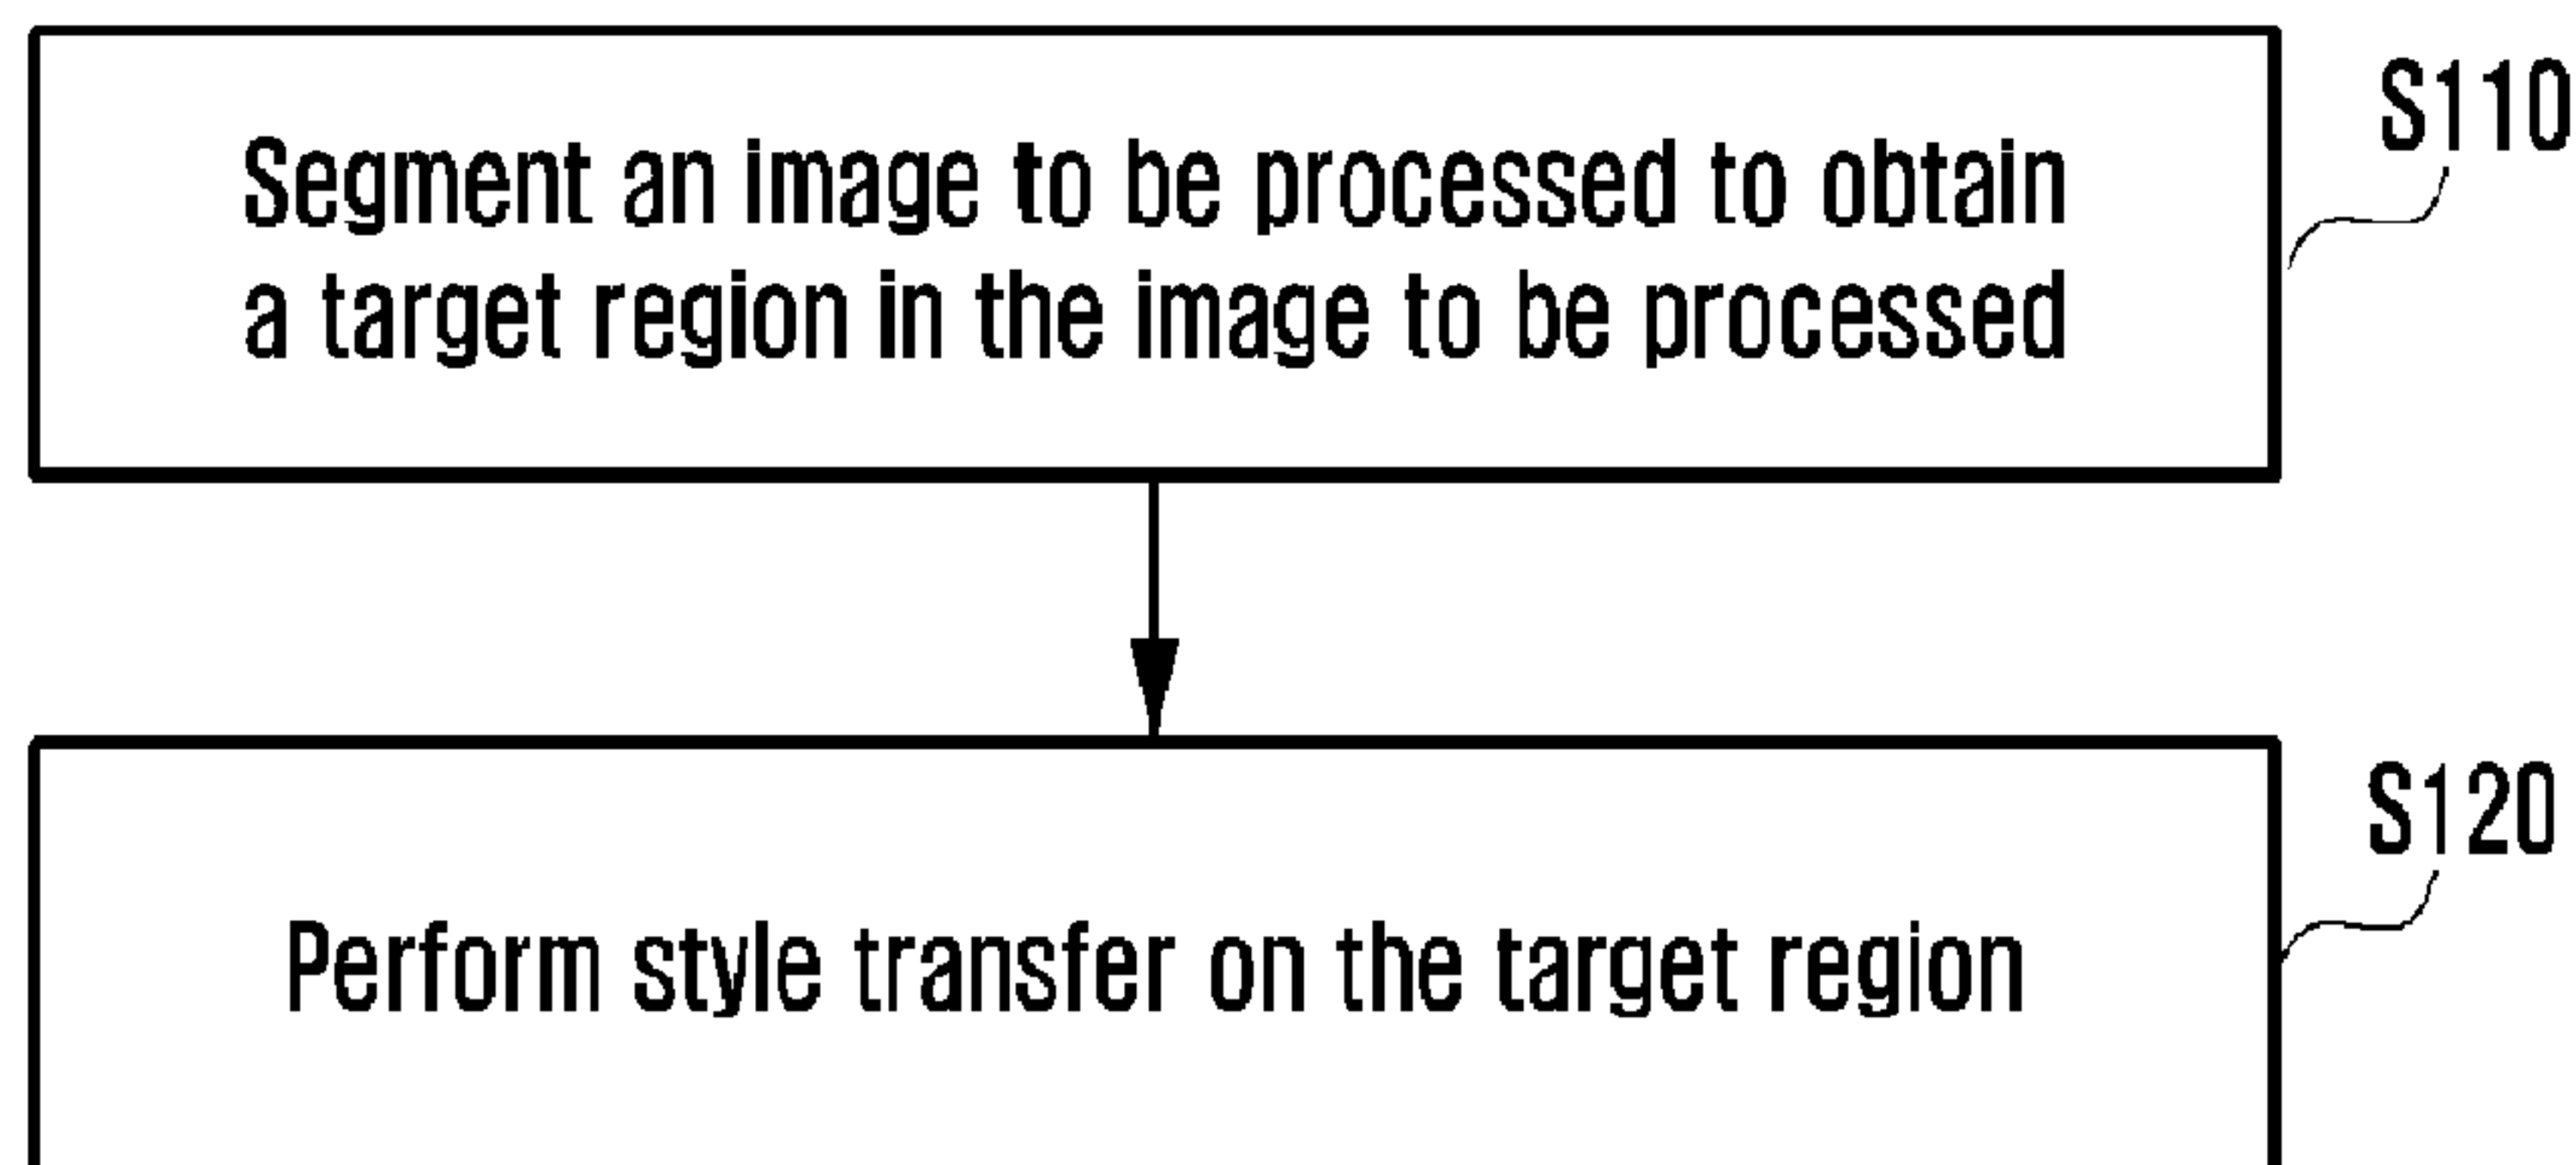 S110
Segment an image to be processed to obtain
a target region in the image to be processed
S120
Perform style transfer on the target region